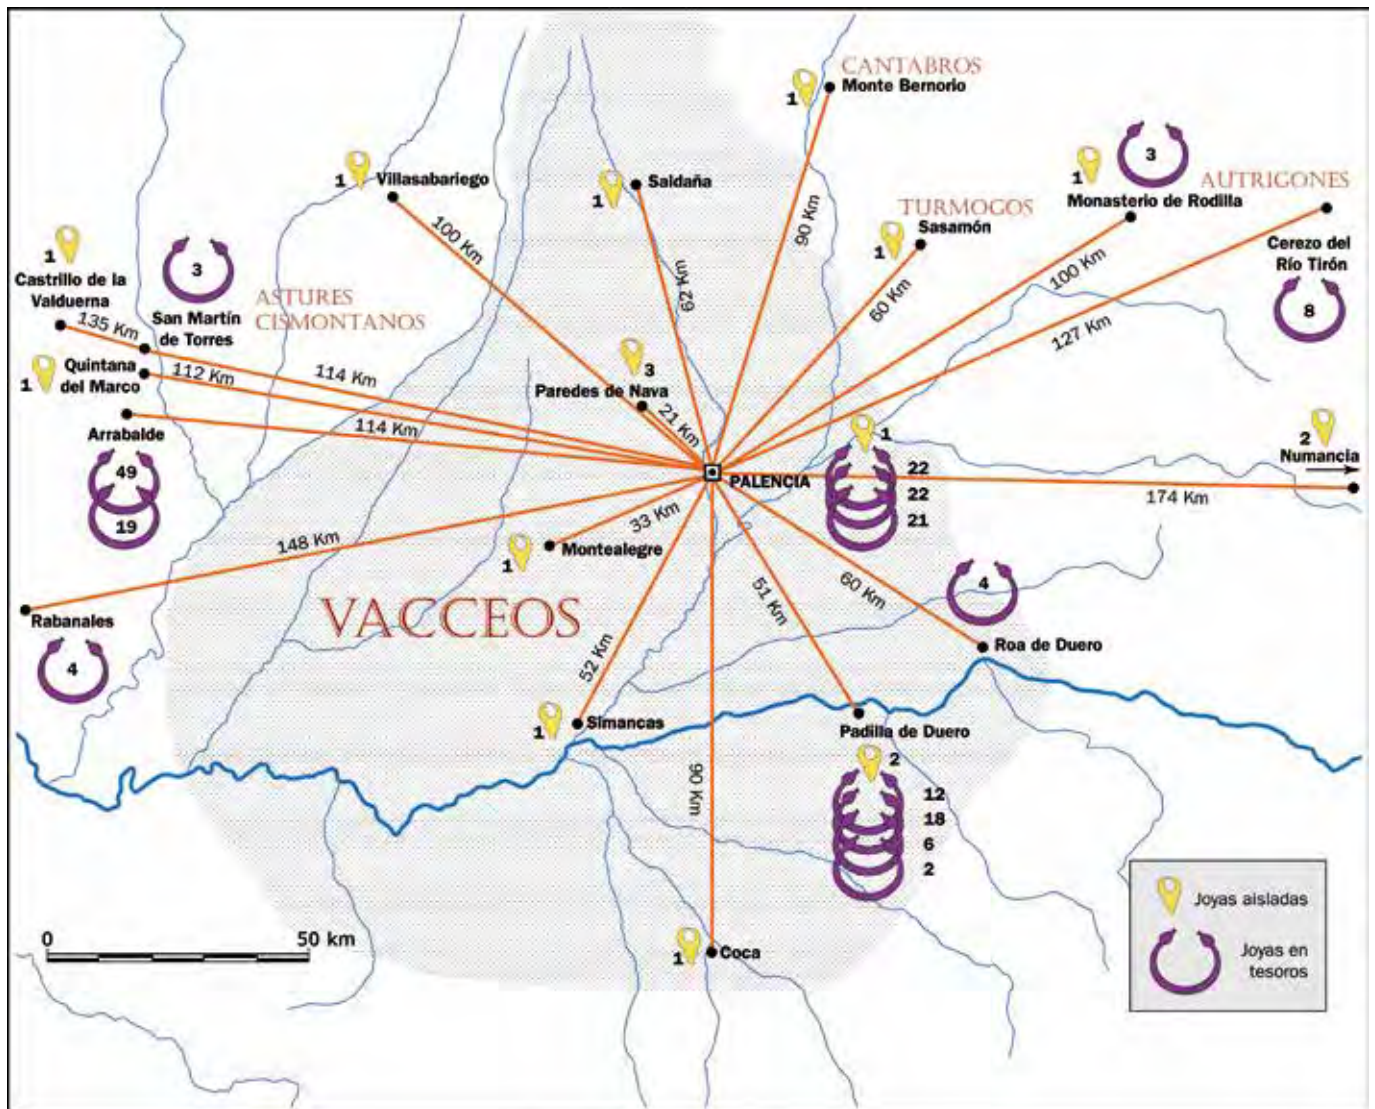 CANTABROS
1
Monte Bernorio
3
1
Villasabariego
1
Saldaña
1
AUTRIGONES
Monasterio de Rodilla
TURMOGOS
Sasamón
1
90 Km
100 Km
62 Km
60 Km
100 Km
127 Km
Cerezo del
Río Tirón
8
1
Castrillo de la
Valduerna
3
ASTURES
CISMONTANOS
San Martín
de Torres
135 Km
Quintana
del Marco
1
112 Km
114 Km
114 Km
3
Paredes de Nava
21 Km
Arrabalde
49
19
1
22
22
21
PALENCIA
2
Numancia
174 Km
148 Km
33 Km
1
Montealegre
VACCEOS
51 Km
60 Km
4
Roa de Duero
Rabanales
4
52 Km
1
Simancas
Padilla de Duero
2
12
18
6
2
90 Km
1
Coca
0
50 km
Joyas aisladas
Joyas en
tesoros